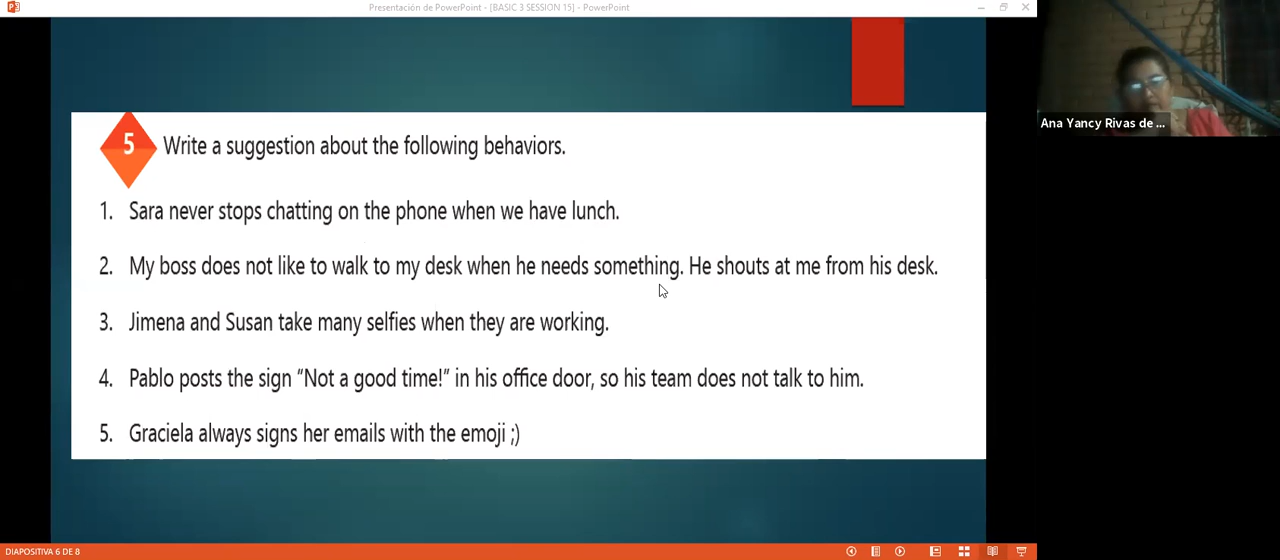 Presentación de PowerPoint - [BASIC 3 SESSION 15] - PowerPoint
5 Write a suggestion about the following behaviors.
1. Sara never stops chatting on the phone when we have lunch.
2. My boss does not like to walk to my desk when he needs something. He shouts at me from his desk.
3. Jimena and Susan take many selfies when they are working.
4. Pablo posts the sign "Not a good time!" in his office door, so his team does not talk to him.
5. Graciela always signs her emails with the emoji ;)
Ana Yancy Rivas de ...
DIAPOSITIVA 6 DE 8